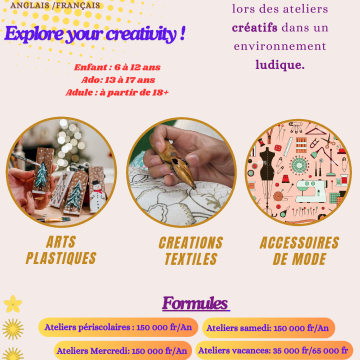 ANGLAIS /FRANÇAIS
Explore your creativity !
Enfant : 6 à 12 ans
Ado: 13 à 17 ans
Adule : à partir de 18+
lors des ateliers
créatifs dans un
environnement
ludique.
ARTS
PLASTIQUES
CREATIONS
TEXTILES
ACCESSOIRES
DE MODE
Formules
Ateliers périscolaires : 150 000 fr/An
Ateliers samedi: 150 000 fr/An
Ateliers Mercredi: 150 000 fr/An
Ateliers vacances: 35 000 fr/65 000 fr